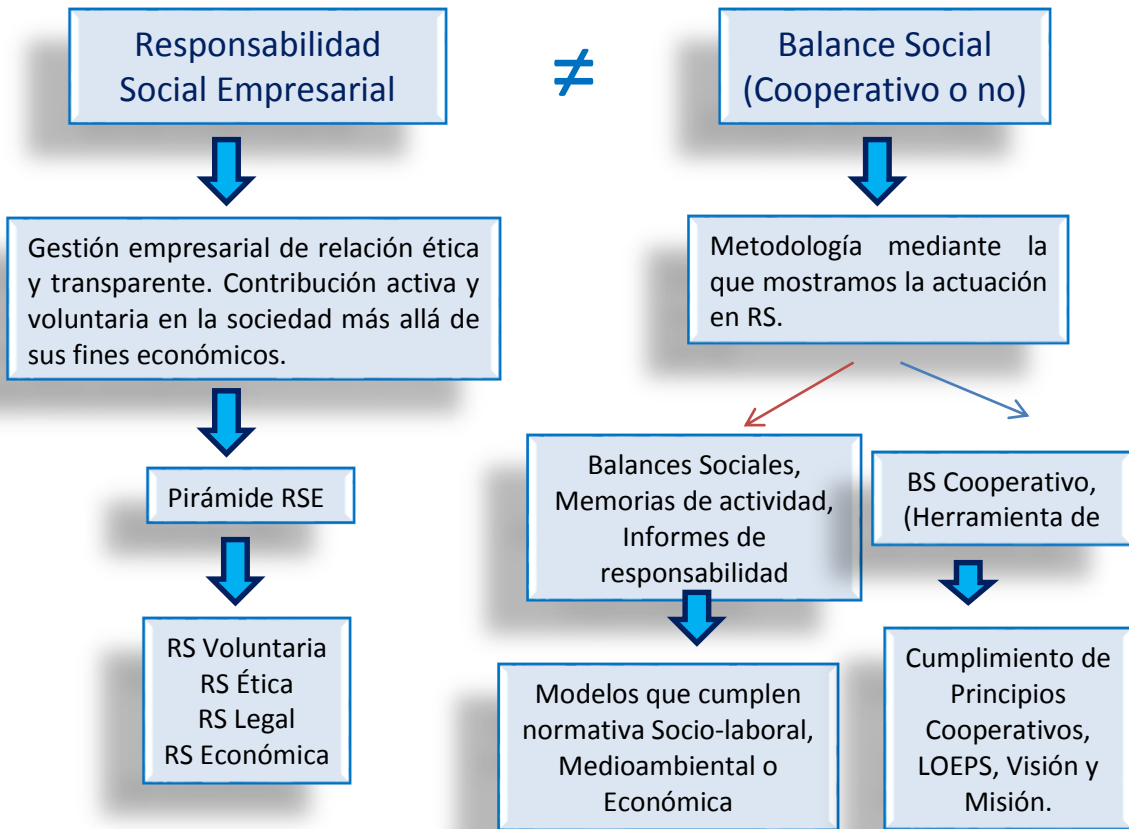 Responsabilidad
Social Empresarial
≠
Balance Social
(Cooperativo o no)
Gestión empresarial de relación ética
y transparente. Contribución activa y
voluntaria en la sociedad más allá de
sus fines económicos.
Metodología mediante la
que mostramos la actuación
en RS.
Pirámide RSE
Balances Sociales,
Memorias de actividad,
Informes de
responsabilidad
BS Cooperativo,
(Herramienta de
RS Voluntaria
RS Ética
RS Legal
RS Económica
Modelos que cumplen
normativa Socio-laboral,
Medioambiental o
Económica
Cumplimiento de
Principios
Cooperativos,
LOEPS, Visión y
Misión.